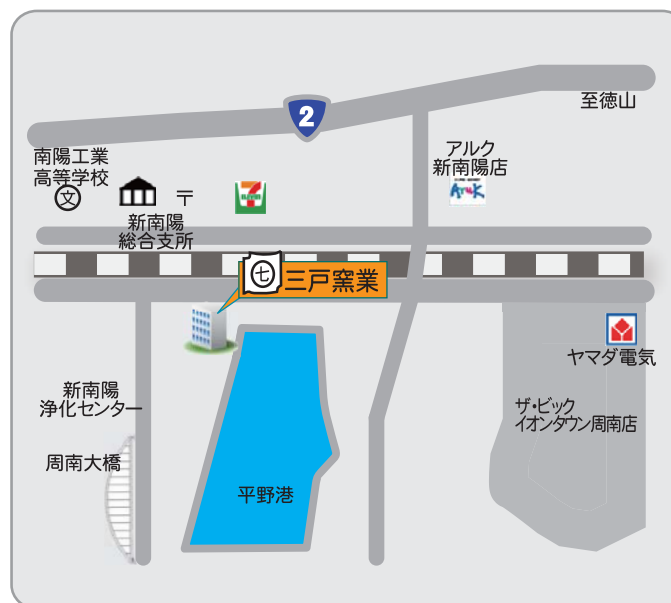 2
至徳山
アルク
新南陽店
AruK
南陽工業
高等学校
文
〒
7
ELEVEN
新南陽
総合支所
七
三戸窯業
ヤマダ電気
新南陽
浄化センター
ザ・ビック
イオンタウン周南店
周南大橋
平野港